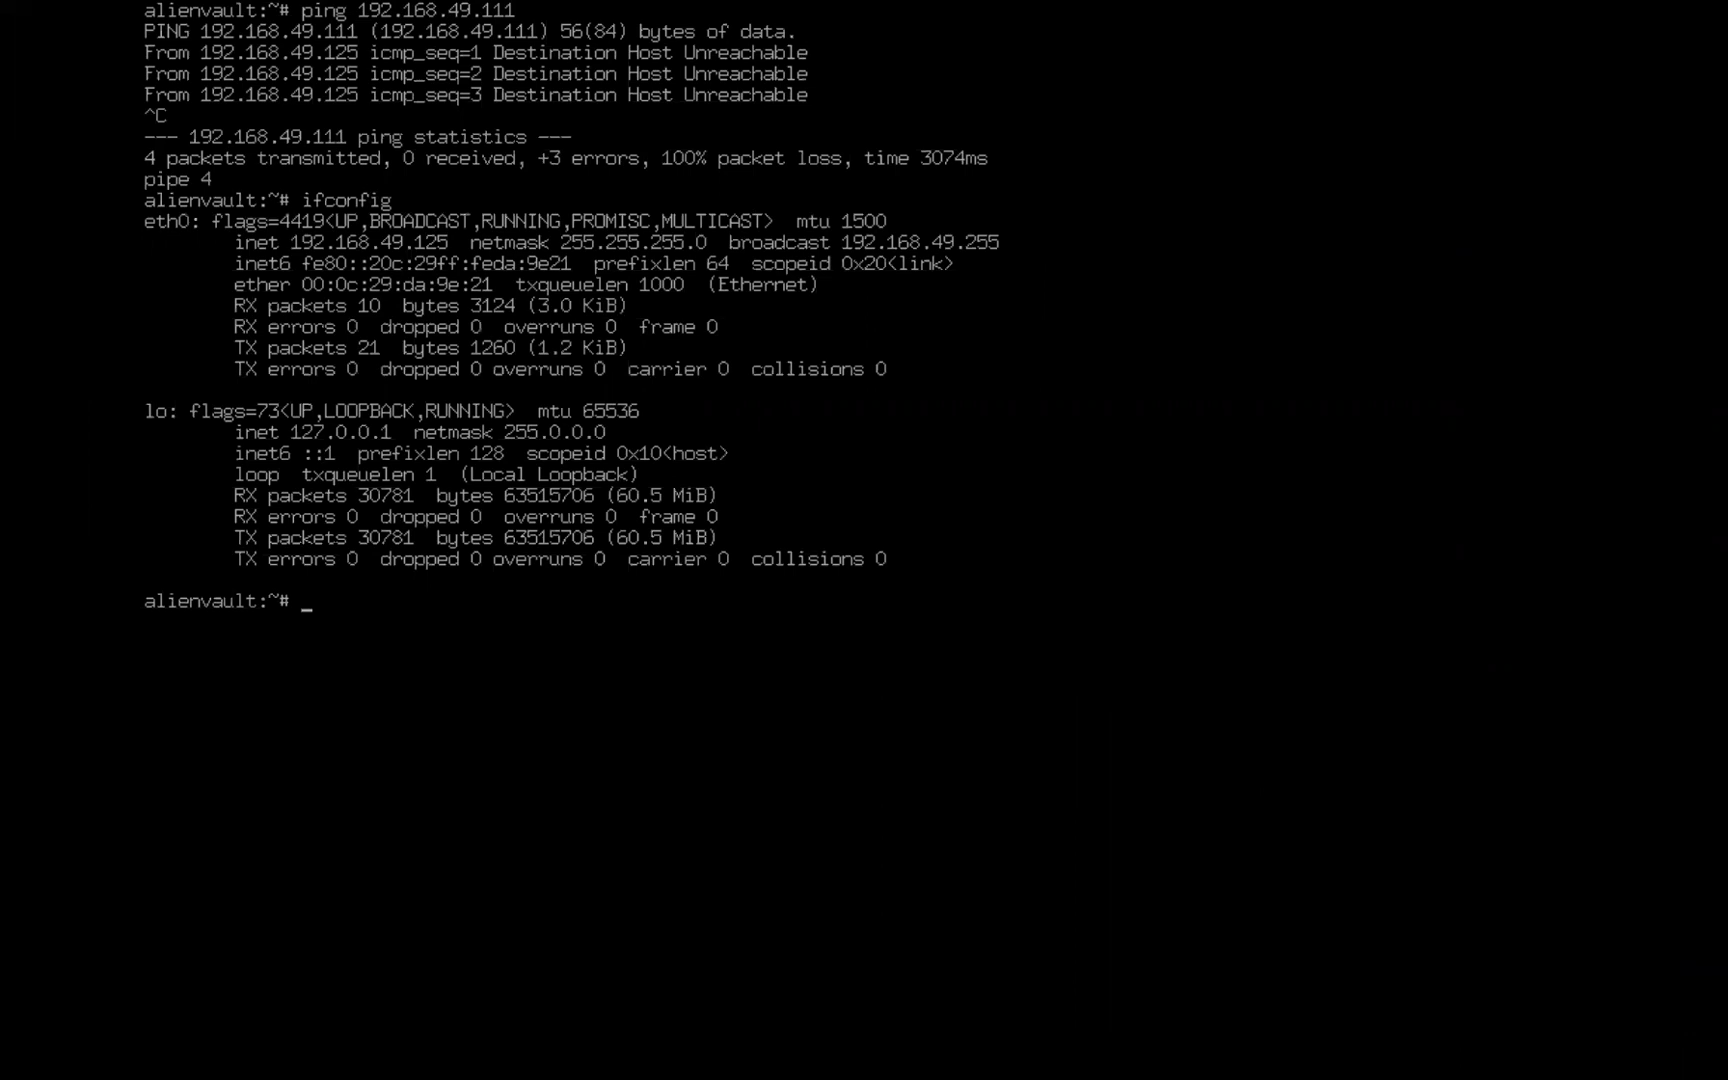 alienvault:~# ping 192.168.49.111
PING 192.168.49.111 (192.168.49.111) 56(84) bytes of data.
From 192.168.49.125 icmp_seq=1 Destination Host Unreachable
From 192.168.49.125 icmp_seq=2 Destination Host Unreachable
From 192.168.49.125 icmp_seq=3 Destination Host Unreachable
^C
--- 192.168.49.111 ping statistics ---
4 packets transmitted, 0 received, +3 errors, 100% packet loss, time 3074ms
pipe 4
alienvault:~# ifconfig
eth0: flags=4419<UP,BROADCAST,RUNNING,PROMISC,MULTICAST>  mtu 1500
        inet 192.168.49.125  netmask 255.255.255.0  broadcast 192.168.49.255
        inet6 fe80::20c:29ff:feda:9e21  prefixlen 64  scopeid 0x20<link>
        ether 00:0c:29:da:9e:21  txqueuelen 1000  (Ethernet)
        RX packets 10  bytes 3124 (3.0 KiB)
        RX errors 0  dropped 0  overruns 0  frame 0
        TX packets 21  bytes 1260 (1.2 KiB)
        TX errors 0  dropped 0 overruns 0  carrier 0  collisions 0

lo: flags=73<UP,LOOPBACK,RUNNING>  mtu 65536
        inet 127.0.0.1  netmask 255.0.0.0
        inet6 ::1  prefixlen 128  scopeid 0x10<host>
        loop  txqueuelen 1  (Local Loopback)
        RX packets 30781  bytes 63515706 (60.5 MiB)
        RX errors 0  dropped 0  overruns 0  frame 0
        TX packets 30781  bytes 63515706 (60.5 MiB)
        TX errors 0  dropped 0 overruns 0  carrier 0  collisions 0

alienvault:~# _